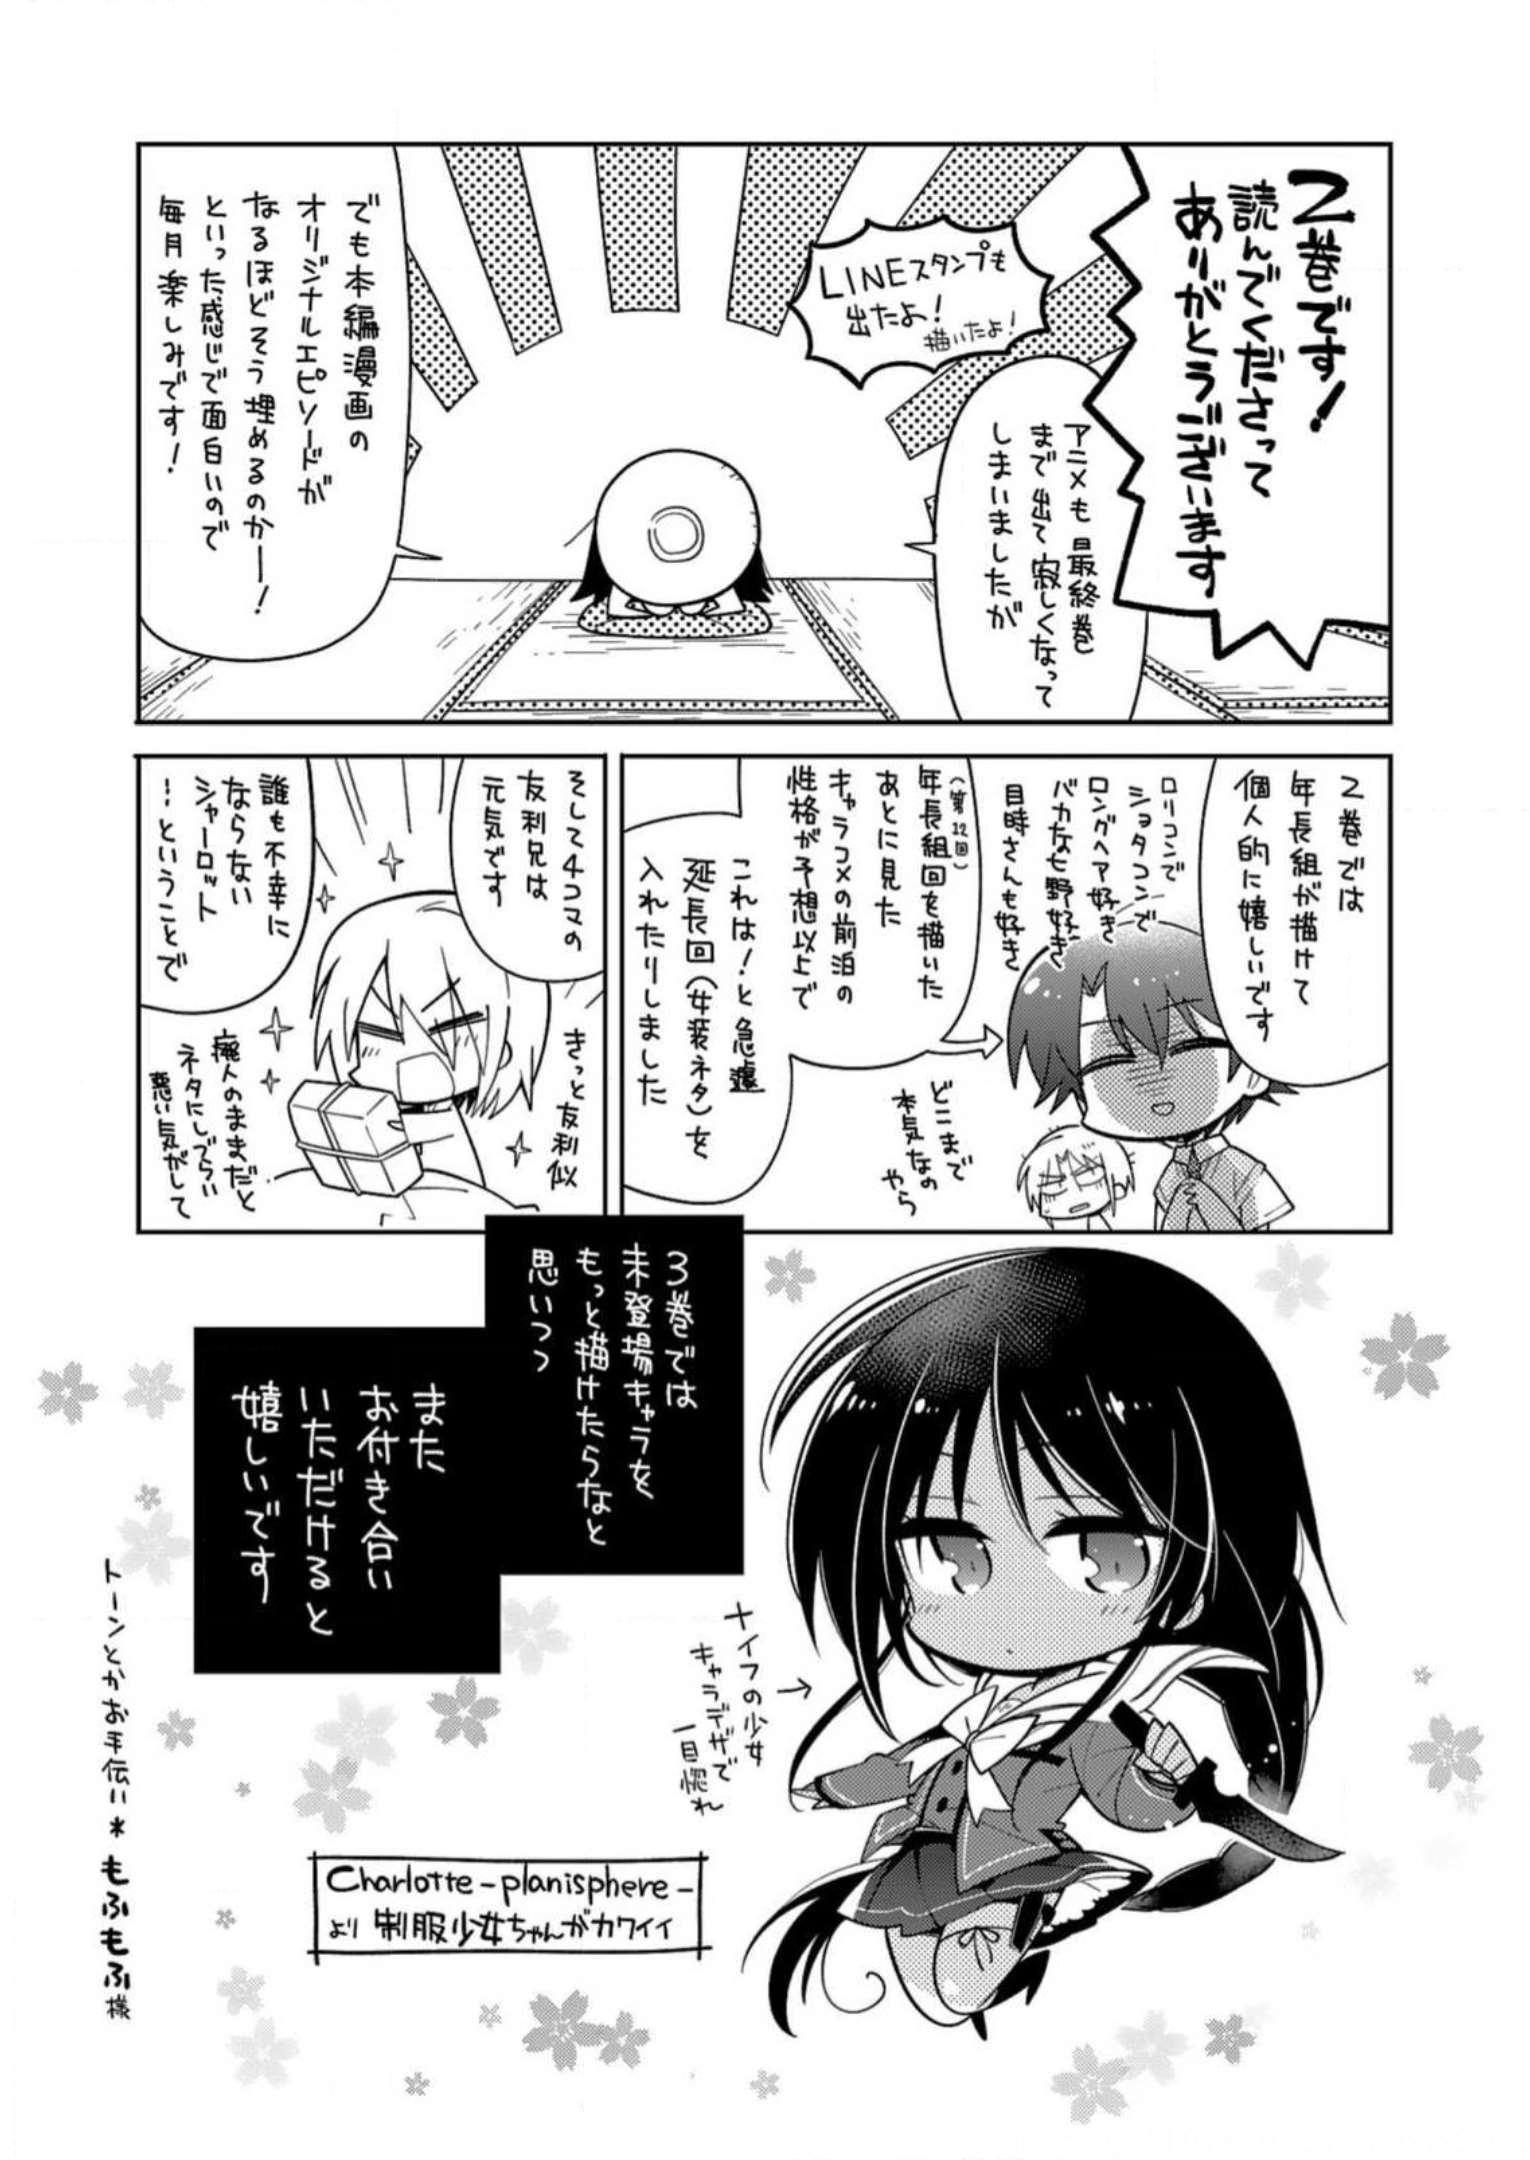 2巻です!
読んでくださって
ありがとうございます
LINEスタンプも
出たよ!
描いたよ!
アニメも最終巻
まで出て寂しくなって
しまいましたが
でも本編漫画の
オリジナルエピソードが
なるほどそう埋めるのかー!
といった感じで面白いので
毎月楽しみです!
2巻では
年長組が描けて
個人的に嬉しいです
ロリコンで
ショタコンで
ロングヘア好き
バカな七野好き
目時さんも好き
(第12回)
年長組回を描いた
あとに見た
キャラコメの前泊の
性格が予想以上で
これは!と急遽
延長回(女装ネタ)を
入れたりしました
どこまで
本気なの
やら
そして4コマの
友利兄は
元気です
誰も不幸に
ならない
シャーロット
…ということで
きっと友利似
廃人のままだと
ネタにしづらい
悪い気がして
3巻では
未登場キャラを
もっと描けたらなと
思いつつ
また
お付き合い
いただけると
嬉しいです
ナイフの少女
キャラデザで
一目惚れ
Charlotte-planisphere-
より 制服少女ちゃんがカワイイ
トーンとかお手伝い*もふもふ様